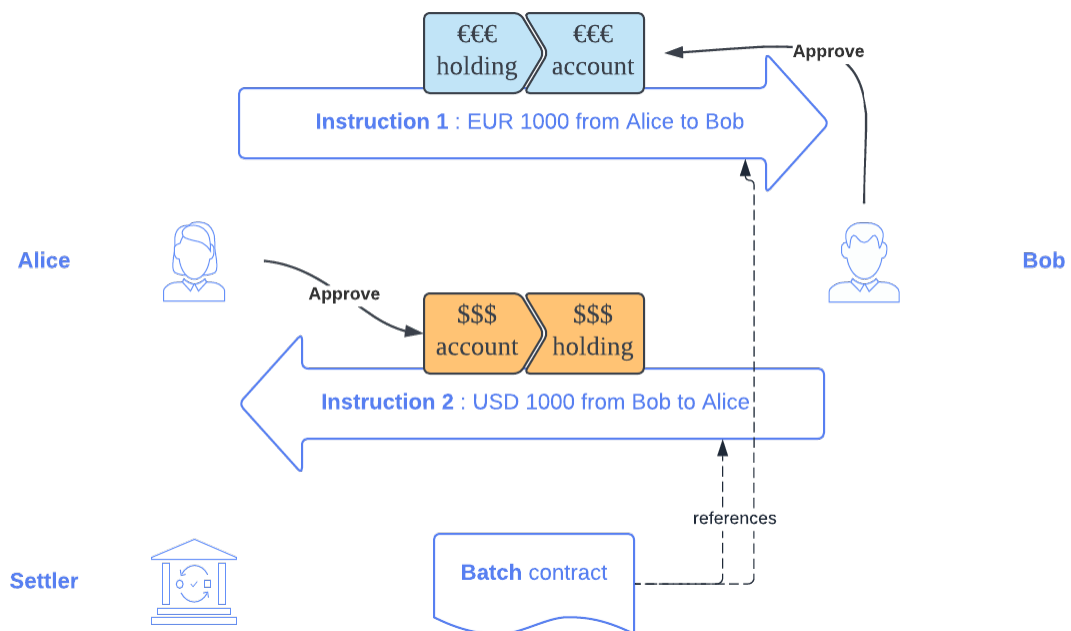 €€€
holding
€€€
account
Approve
Instruction 1 : EUR 1000 from Alice to Bob
Alice
Bob
Approve
$$$
account
$$$
holding
Instruction 2 : USD 1000 from Bob to Alice
references
Settler
Batch contract